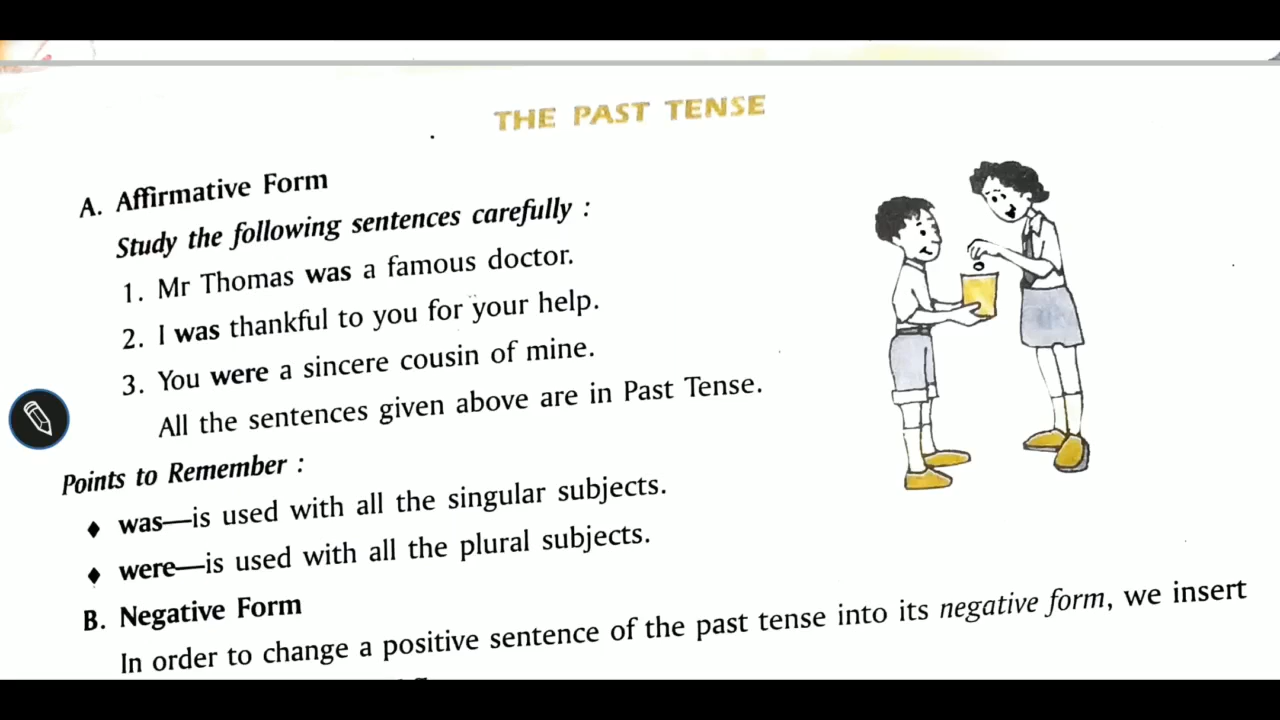 THE PAST TENSE
A. Affirmative Form
Study the following sentences carefully :
1. Mr Thomas was a famous doctor.
2. I was thankful to you for your help.
3. You were a sincere cousin of mine.
All the sentences given above are in Past Tense.
Points to Remember :
♦ was—is used with all the singular subjects.
♦ were—is used with all the plural subjects.
B. Negative Form
In order to change a positive sentence of the past tense into its negative form, we insert